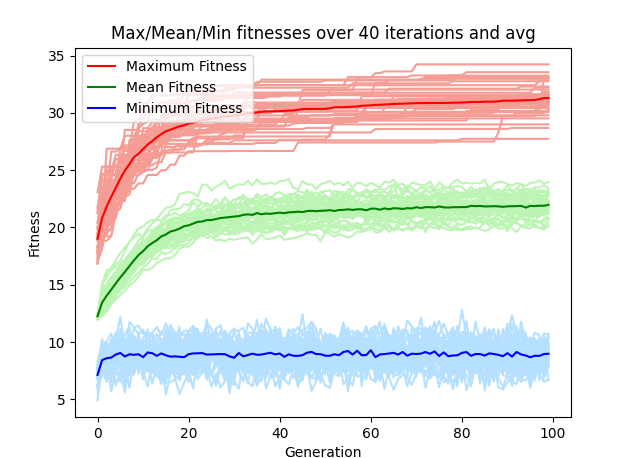 Max/Mean/Min fitnesses over 40 iterations and avg
Maximum Fitness
Mean Fitness
Minimum Fitness
Fitness
35
30
25
20
15
10
5
0 20 40 60 80 100
Generation